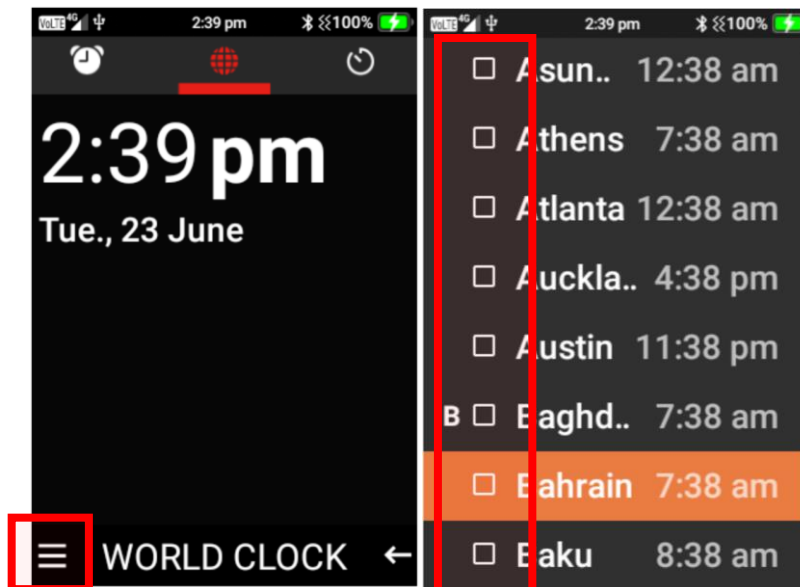 VoLTE 4G 2:39 pm 100%
2:39 pm
Tue., 23 June
WORLD CLOCK
VoLTE 4G 2:39 pm 100%
Asun.. 12:38 am
Athens 7:38 am
Atlanta 12:38 am
Auckla.. 4:38 pm
Austin 11:38 pm
B Baghd.. 7:38 am
Bahrain 7:38 am
Baku 8:38 am